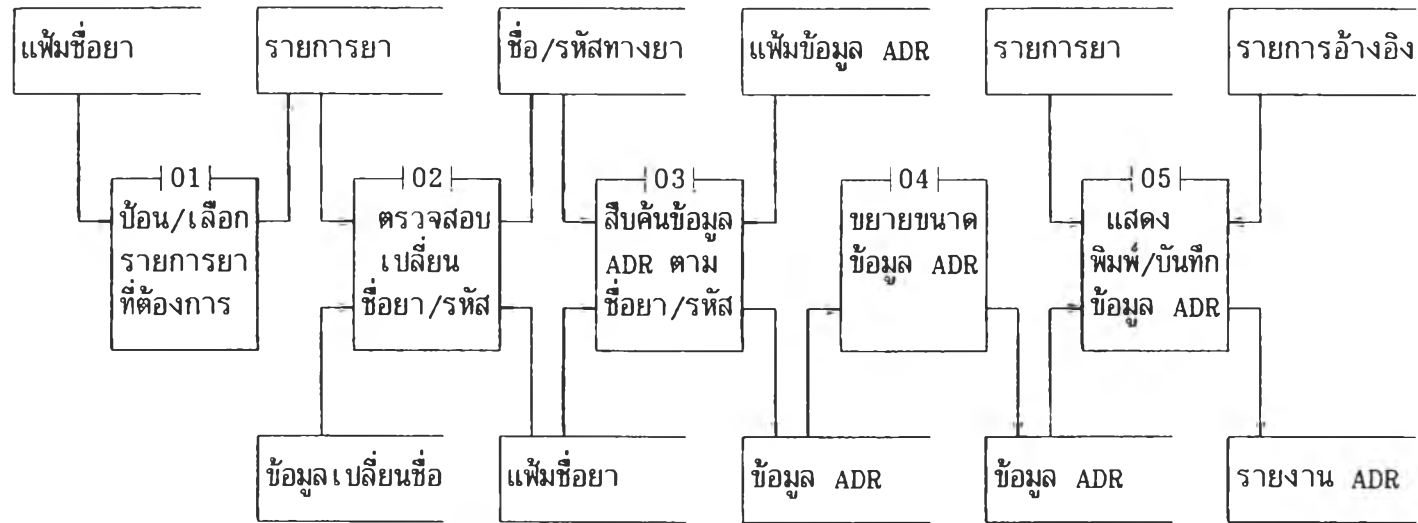 แฟ้มชื่อยา
รายการยา
ชื่อ/รหัสทางยา
แฟ้มข้อมูล ADR
รายการยา
รายการอ้างอิง
01
ป้อน/เลือก
รายการยา
ที่ต้องการ
02
ตรวจสอบ
เปลี่ยน
ชื่อยา/รหัส
03
สืบค้นข้อมูล
ADR ตาม
ชื่อยา/รหัส
04
ขยายขนาด
ข้อมูล ADR
05
แสดง
พิมพ์/บันทึก
ข้อมูล ADR
ข้อมูลเปลี่ยนชื่อ
แฟ้มชื่อยา
ข้อมูล ADR
ข้อมูล ADR
รายงาน ADR